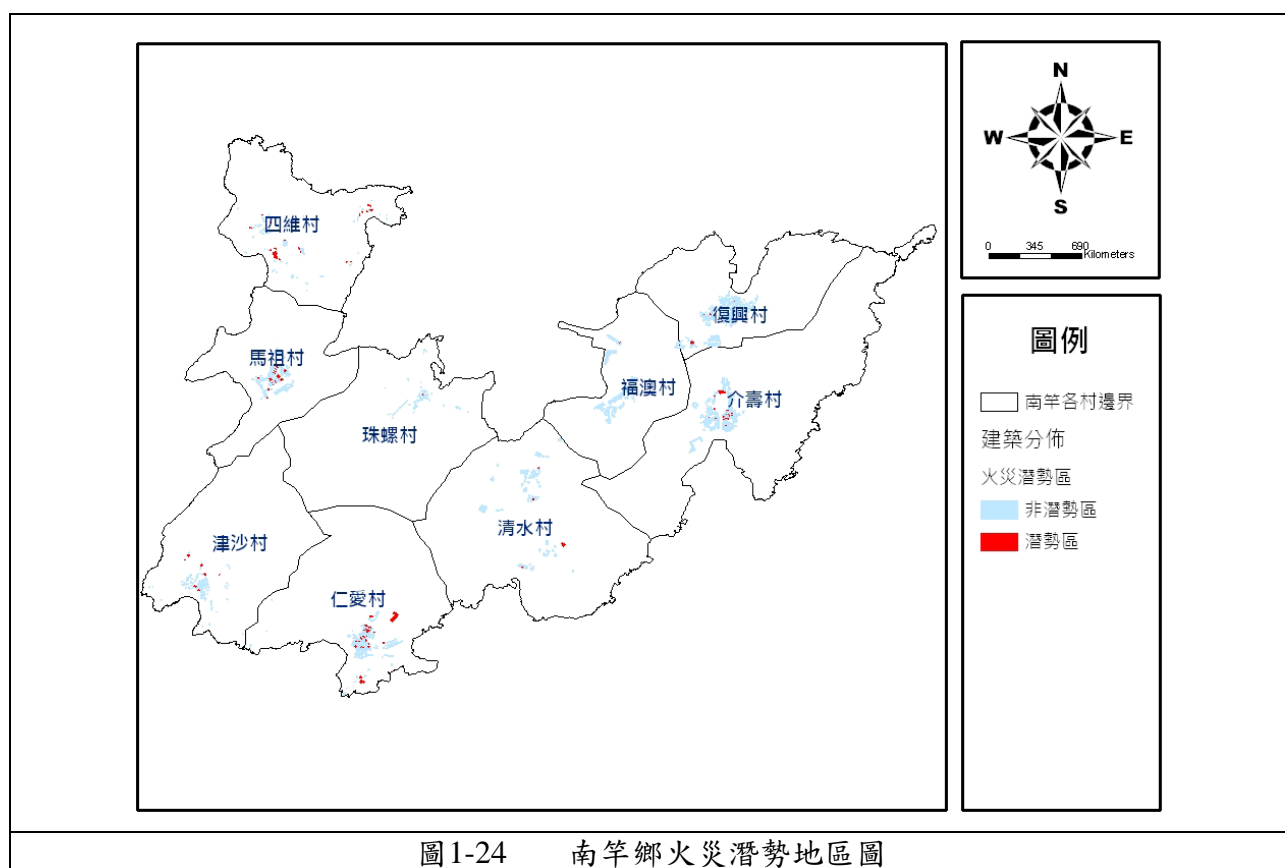 N
W E
S
0 345 690
Kilometers
四維村
復興村
馬祖村
福澳村
介壽村
珠螺村
清水村
津沙村
仁愛村
圖例
南竿各村邊界
建築分佈
火災潛勢區
非潛勢區
潛勢區
圖1-24 南竿鄉火災潛勢地區圖